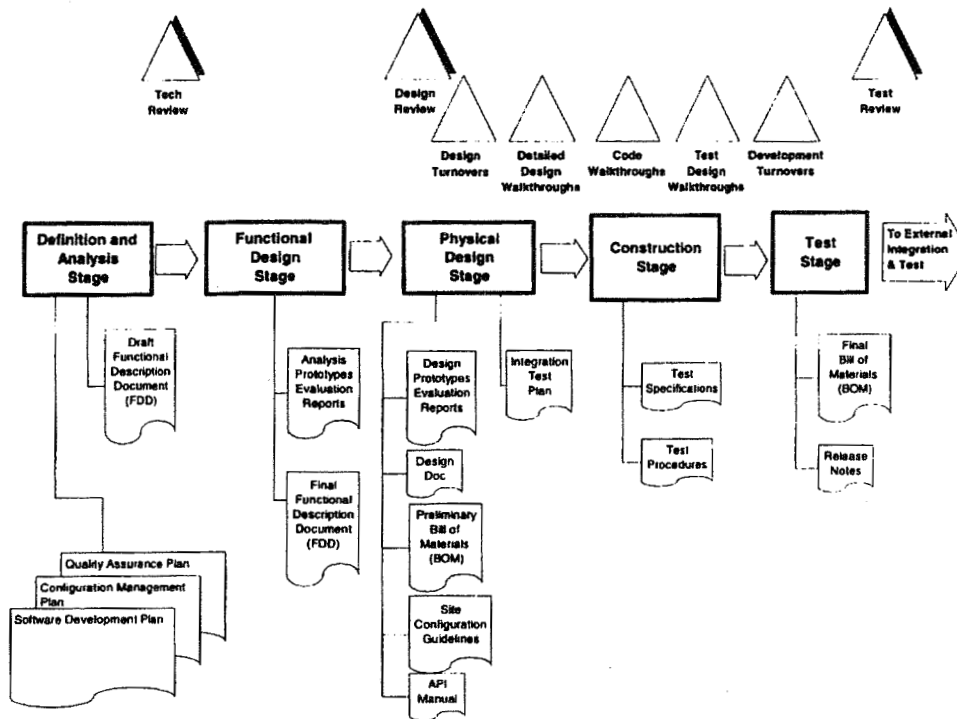 Tech
Review
Design
Review
Test
Review
Design
Turnovers
Detailed
Design
Walkthroughs
Code
Walkthroughs
Test
Design
Walkthroughs
Development
Turnovers
Definition and
Analysis
Stage
Functional
Design
Stage
Physical
Design
Stage
Construction
Stage
Test
Stage
To External
Integration
& Test
Draft
Functional
Description
Document
(FDD)
Analysis
Prototypes
Evaluation
Reports
Design
Prototypes
Evaluation
Reports
Integration
Test
Plan
Test
Specifications
Final
Bill of
Materials
(BOM)
Design
Doc
Test
Procedures
Release
Notes
Final
Functional
Description
Document
(FDD)
Preliminary
Bill of
Materials
(BOM)
Quality Assurance Plan
Configuration Management
Plan
Software Development Plan
Site
Configuration
Guidelines
API
Manual